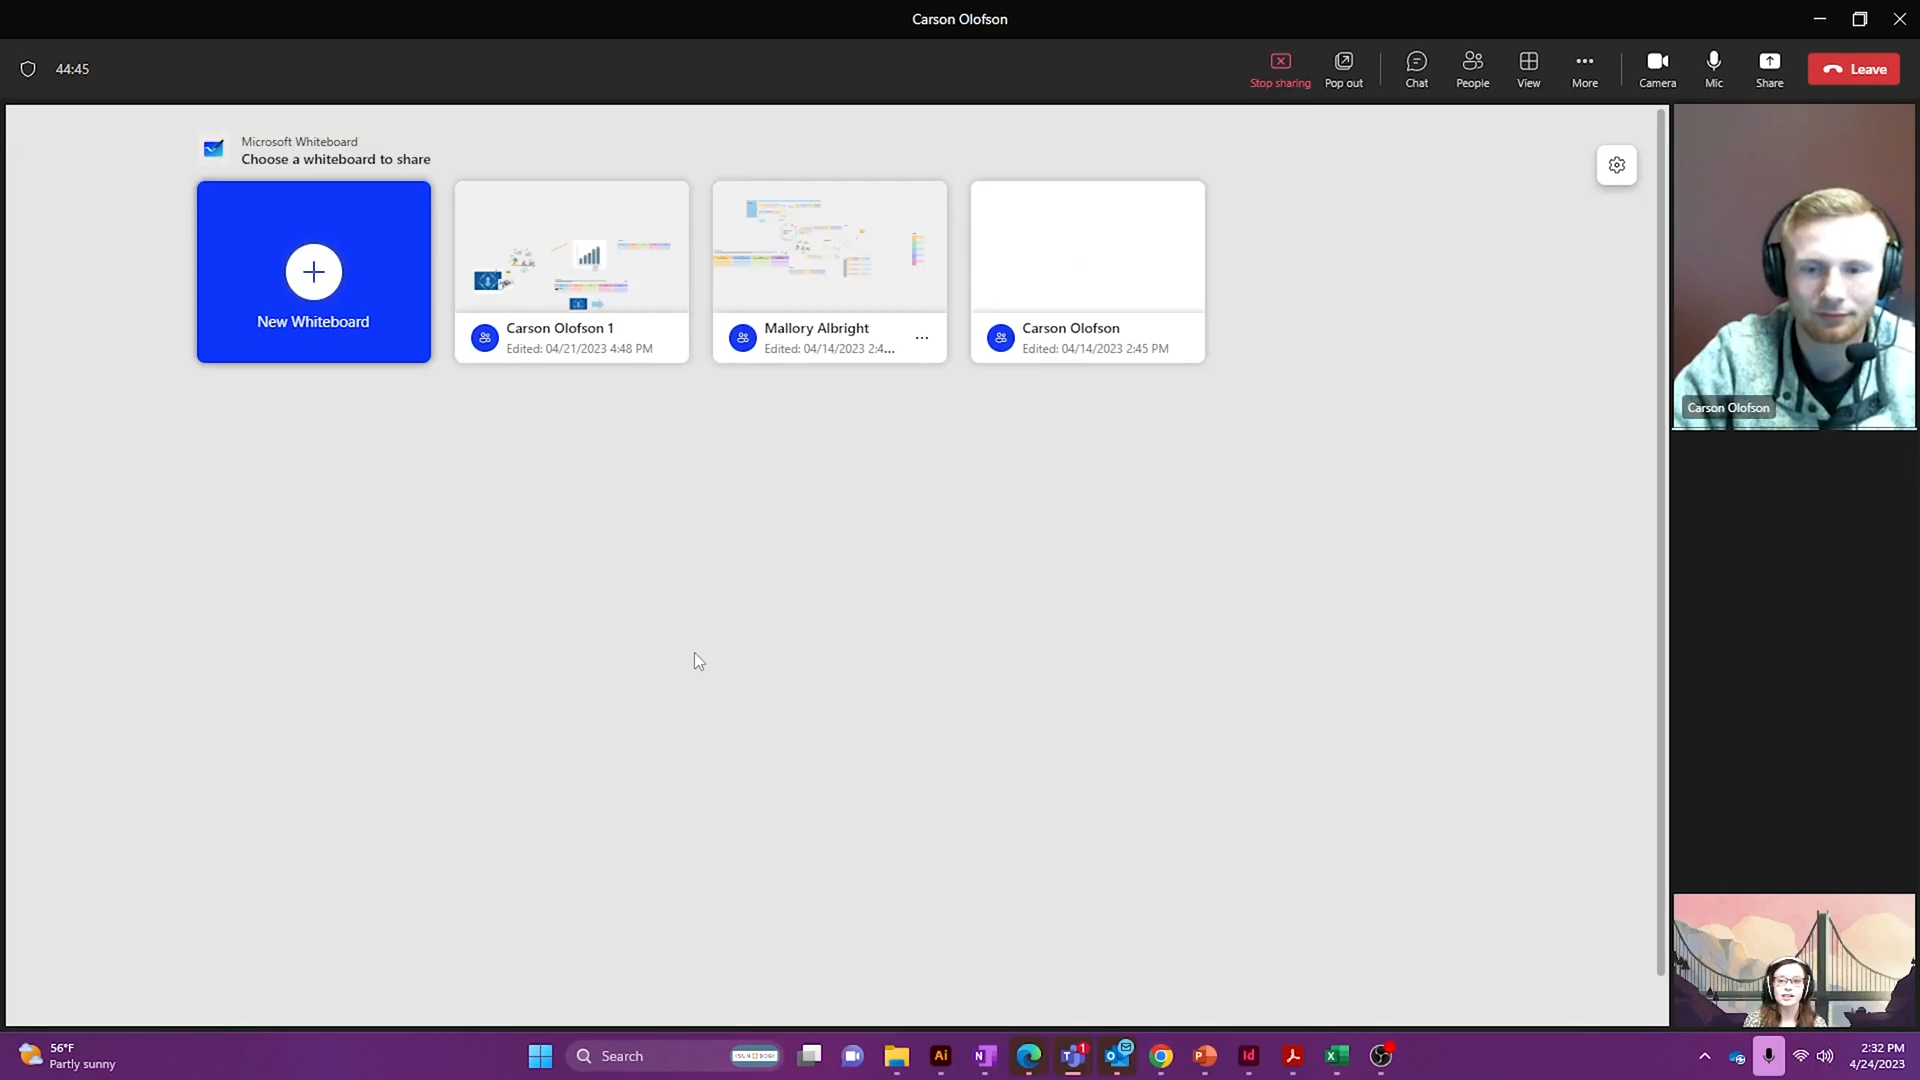 Carson Olofson
44:45
Stop sharing
Pop out
Chat
People
View
More
Camera
Mic
Share
Leave
Microsoft Whiteboard
Choose a whiteboard to share
New Whiteboard
Carson Olofson 1
Edited: 04/21/2023 4:48 PM
Mallory Albright
Edited: 04/14/2023 2:4...
Carson Olofson
Edited: 04/14/2023 2:45 PM
Carson Olofson
56°F
Partly sunny
Search
Ai
N
T
1
P
Id
X
2:32 PM
4/24/2023